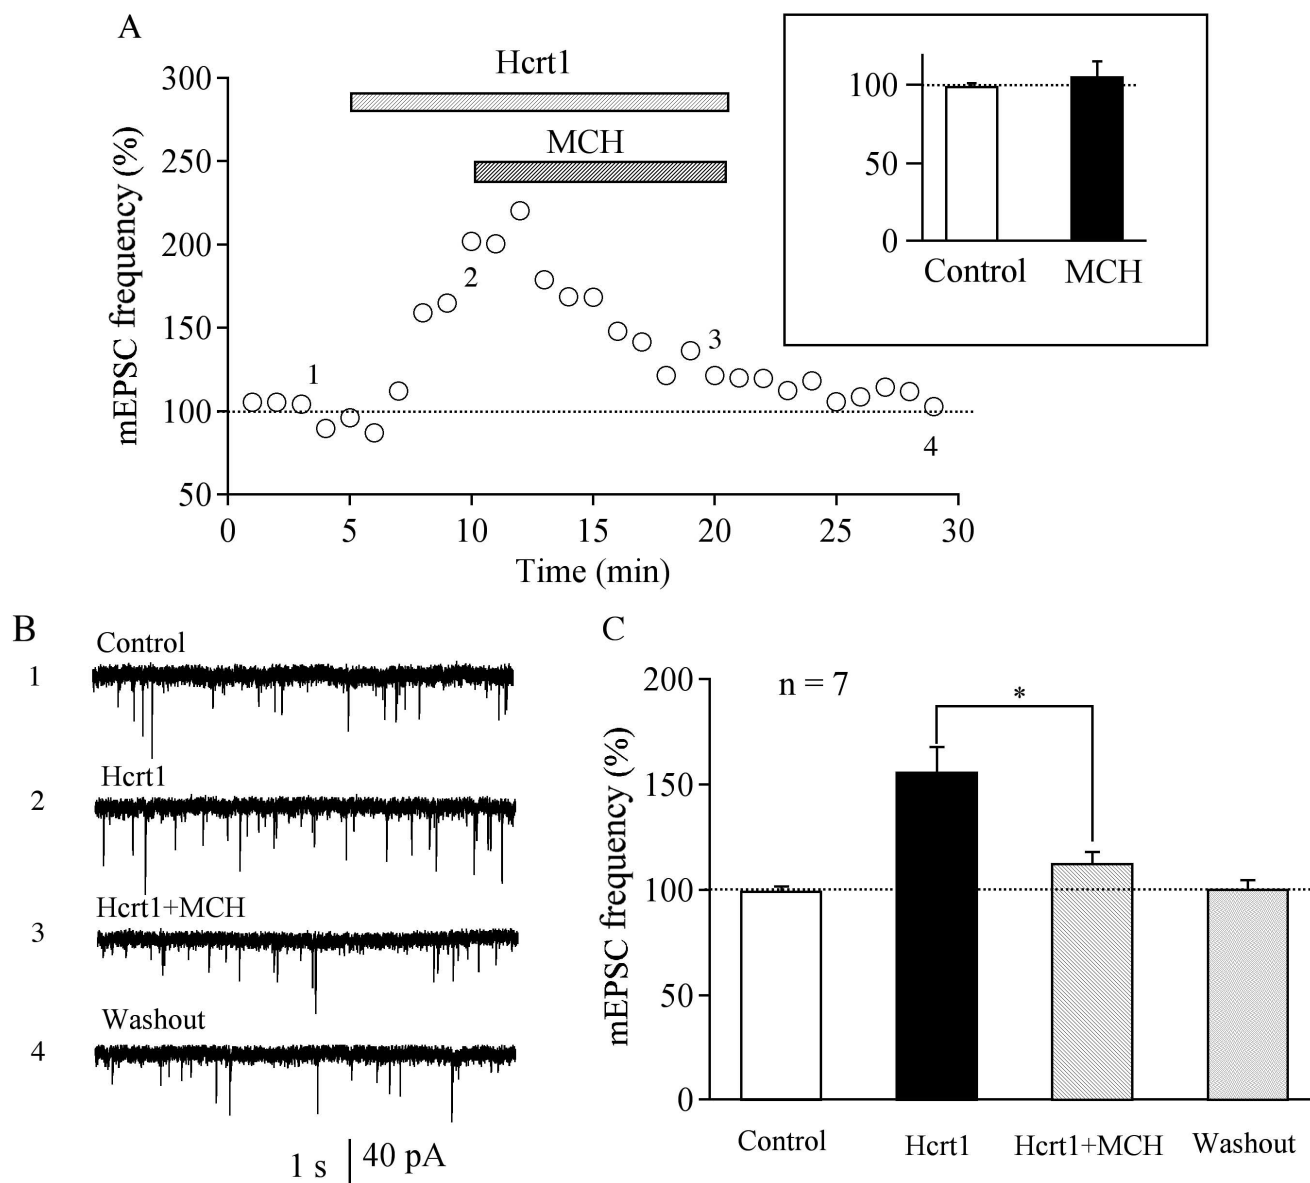 A
Hcrt1
MCH
mEPSC frequency (%)
300
250
200
150
100
50
1
2
3
4
0 5 10 15 20 25 30
Time (min)
100
50
0
Control MCH
B
1 Control
2 Hcrt1
3 Hcrt1+MCH
4 Washout
1 s 40 pA
C
n = 7
*
mEPSC frequency (%)
200
150
100
50
0
Control Hcrt1 Hcrt1+MCH Washout